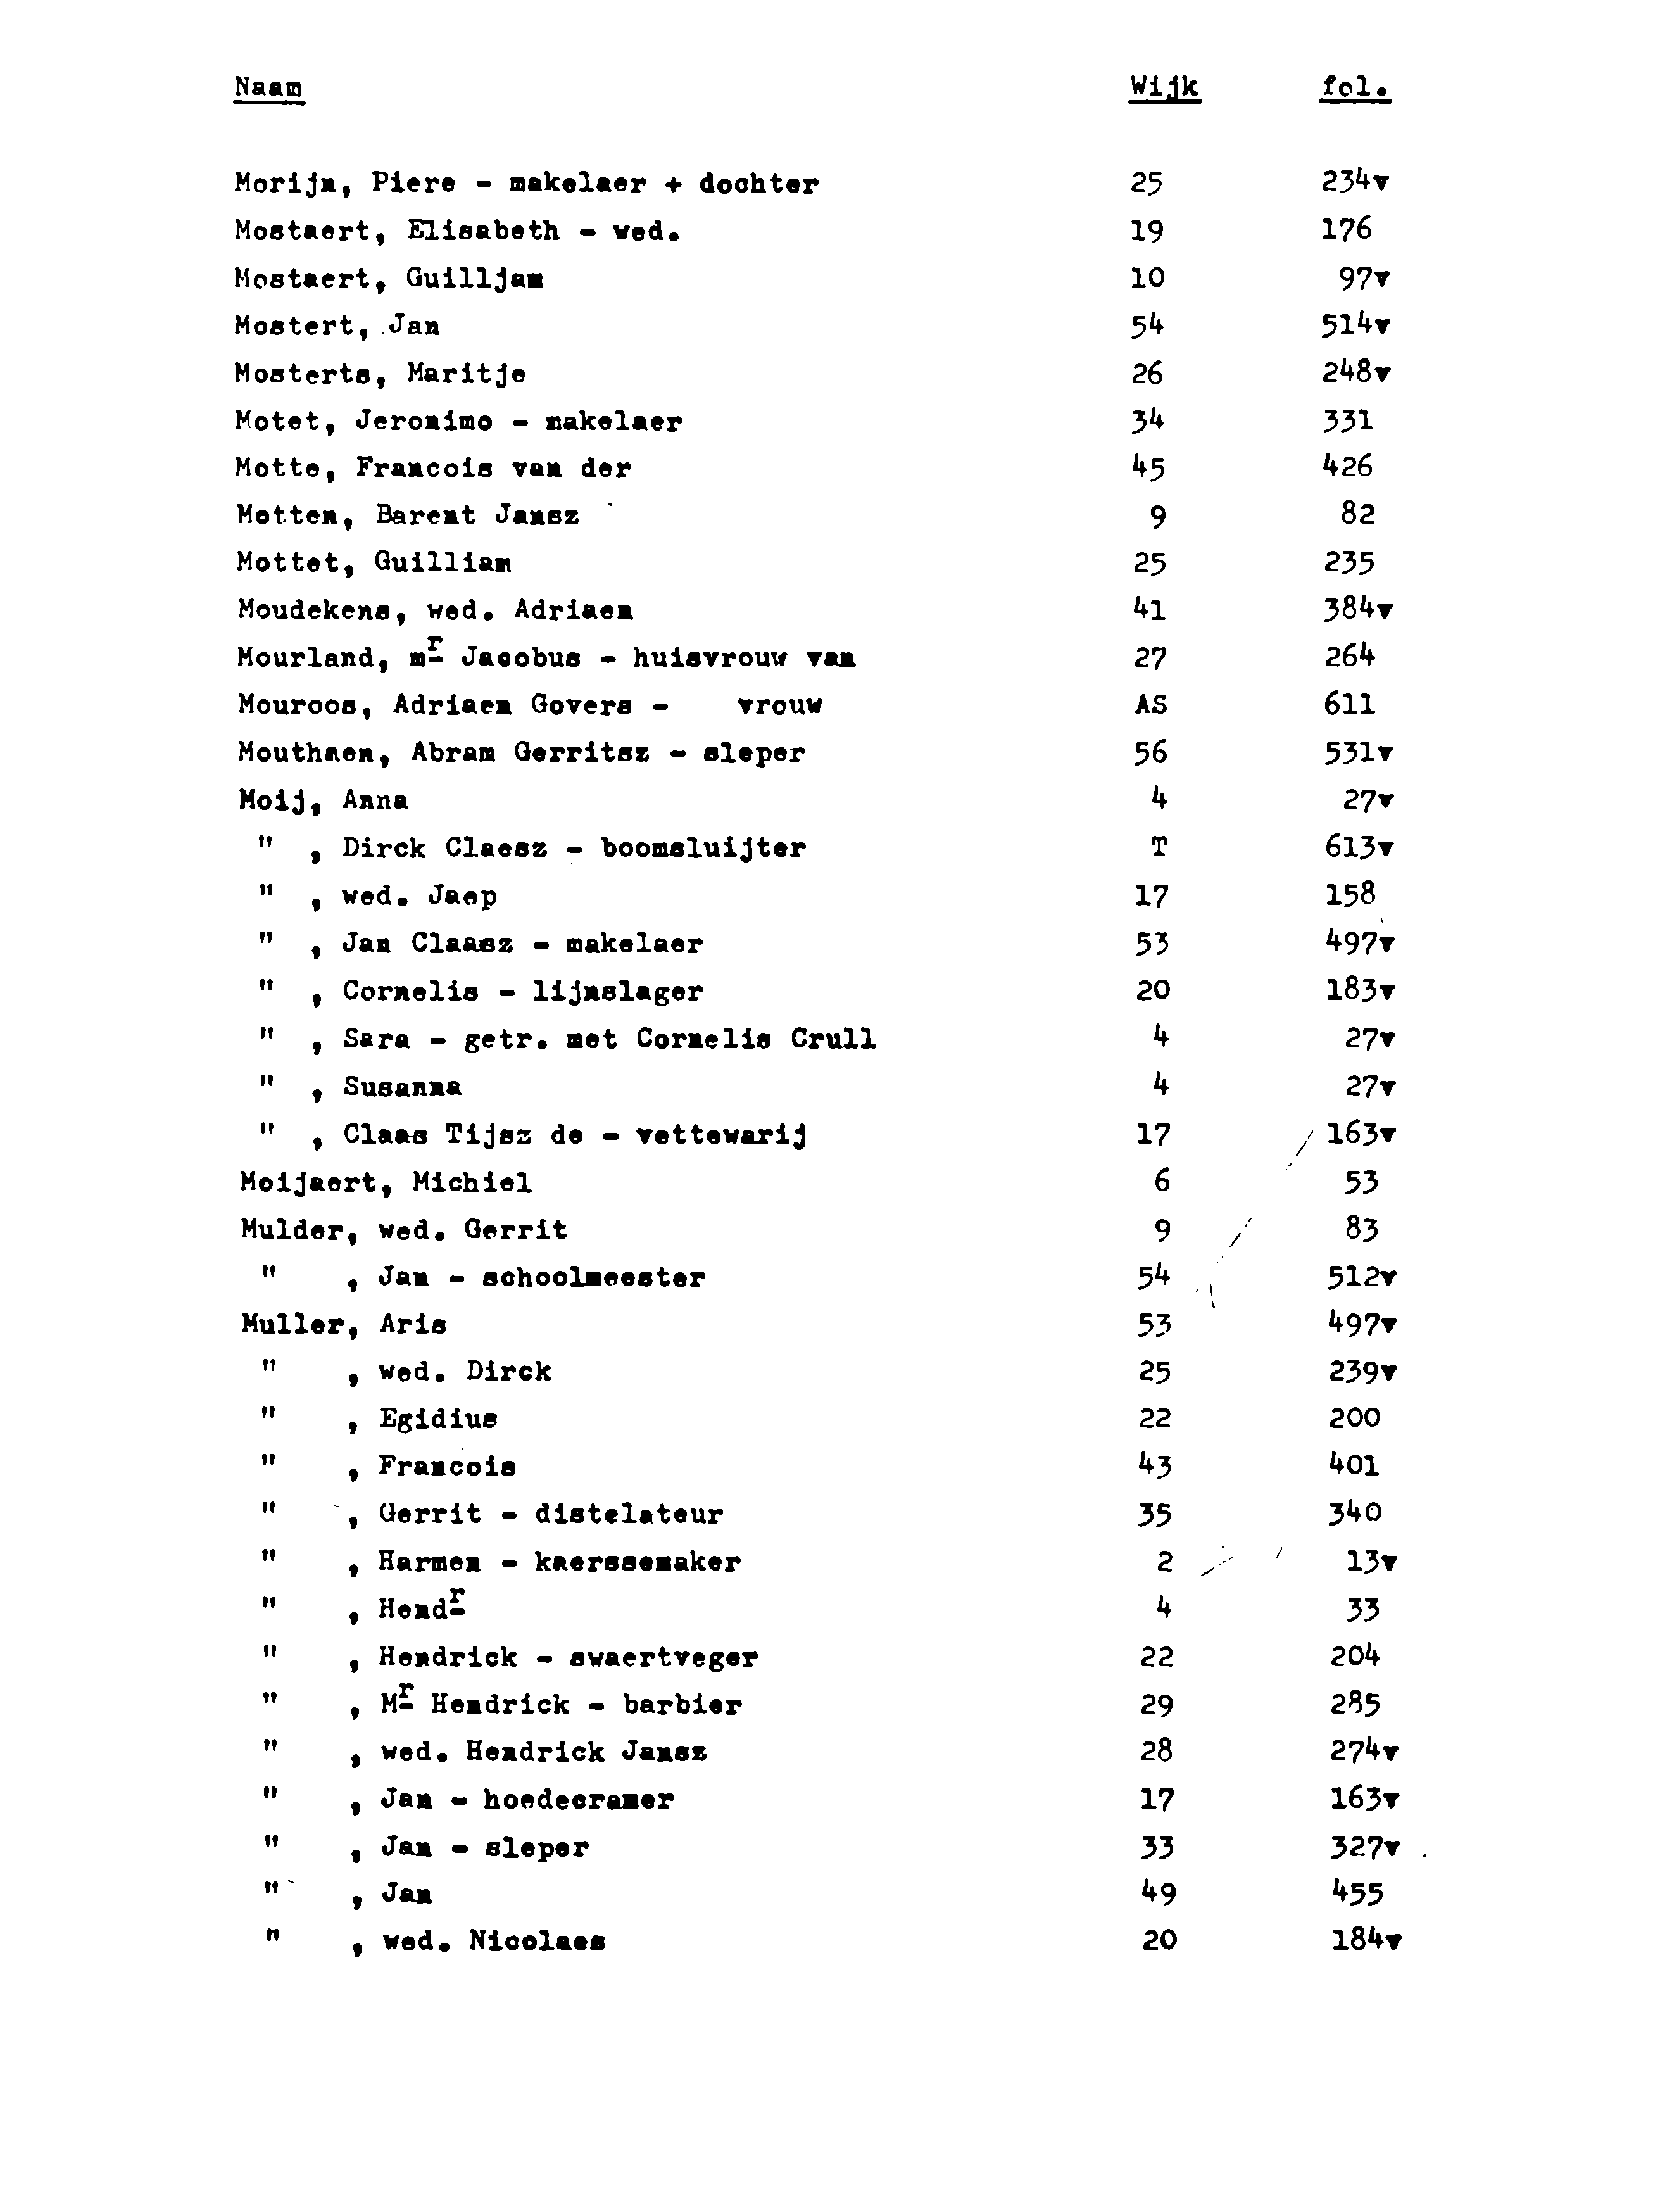 Naam Wijk fol.
Morijn, Piere - makelaer + dochter 25 234v
Mostaert, Elisabeth - wed. 19 176
Mostaert, Guilljam 10 97v
Mostert, Jan 54 514v
Mosterts, Maritje 26 248v
Motet, Jeronimo - makelaer 34 331
Motte, Francois van der 45 426
Motten, Barent Jansz 9 82
Mottet, Guilliam 25 235
Moudekens, wed. Adriaen 41 384v
Mourland, mr Jacobus - huisvrouw van 27 264
Mouroos, Adriaen Govers - vrouw AS 611
Mouthaen, Abram Gerritsz - sleper 56 531v
Moij, Anna 4 27v
" , Dirck Claesz - boomsluijter T 613v
" , wed. Jaep 17 158
" , Jan Claasz - makelaer 53 497v
" , Cornelis - lijnslager 20 183v
" , Sara - getr. met Cornelis Crull 4 27v
" , Susanna 4 27v
" , Claas Tijsz de - vettewarij 17 163v
Moijaert, Michiel 6 53
Mulder, wed. Gerrit 9 83
" , Jan - schoolmeester 54 512v
Muller, Aris 53 497v
" , wed. Dirck 25 239v
" , Egidius 22 200
" , Francois 43 401
" , Gerrit - distelateur 35 340
" , Harmen - kaerssemaker 2 13v
" , Hendr 4 33
" , Hendrick - swaertveger 22 204
" , Mr Hendrick - barbier 29 285
" , wed. Hendrick Jansz 28 274v
" , Jan - hoedecramer 17 163v
" , Jan - sleper 33 327v
" , Jan 49 455
" , wed. Nicolaes 20 184v